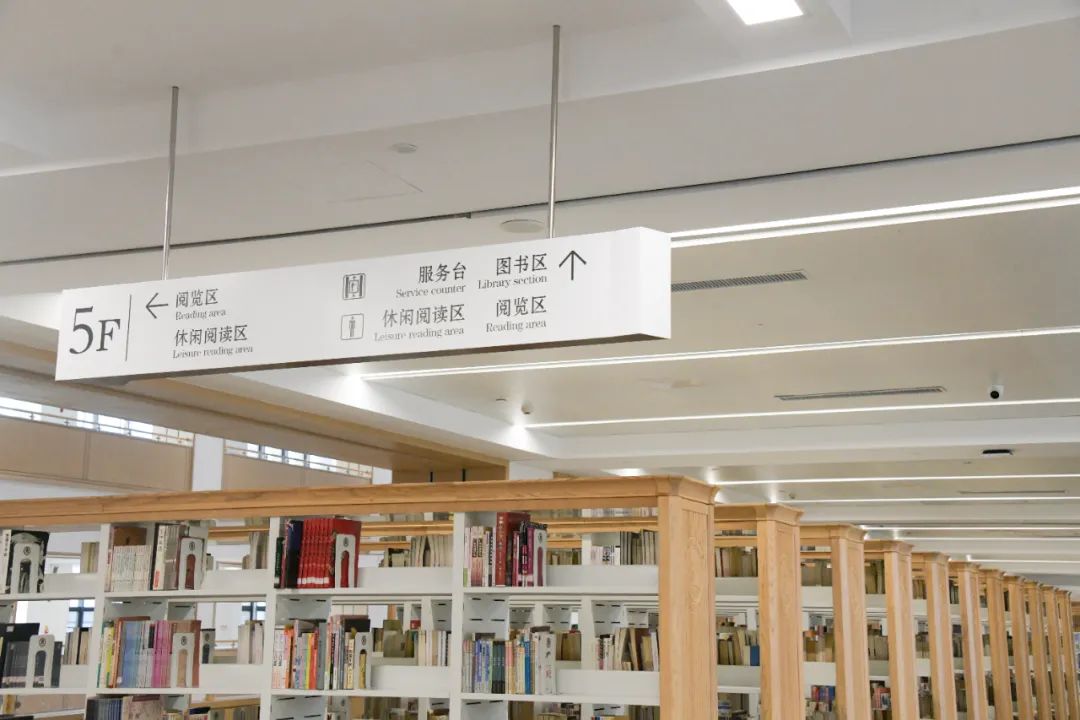 5F
← 阅览区
Reading area
休闲阅读区
Leisure reading area
服务台 图书区 ↑
Service counter Library section
休闲阅读区 阅览区
Leisure reading area Reading area